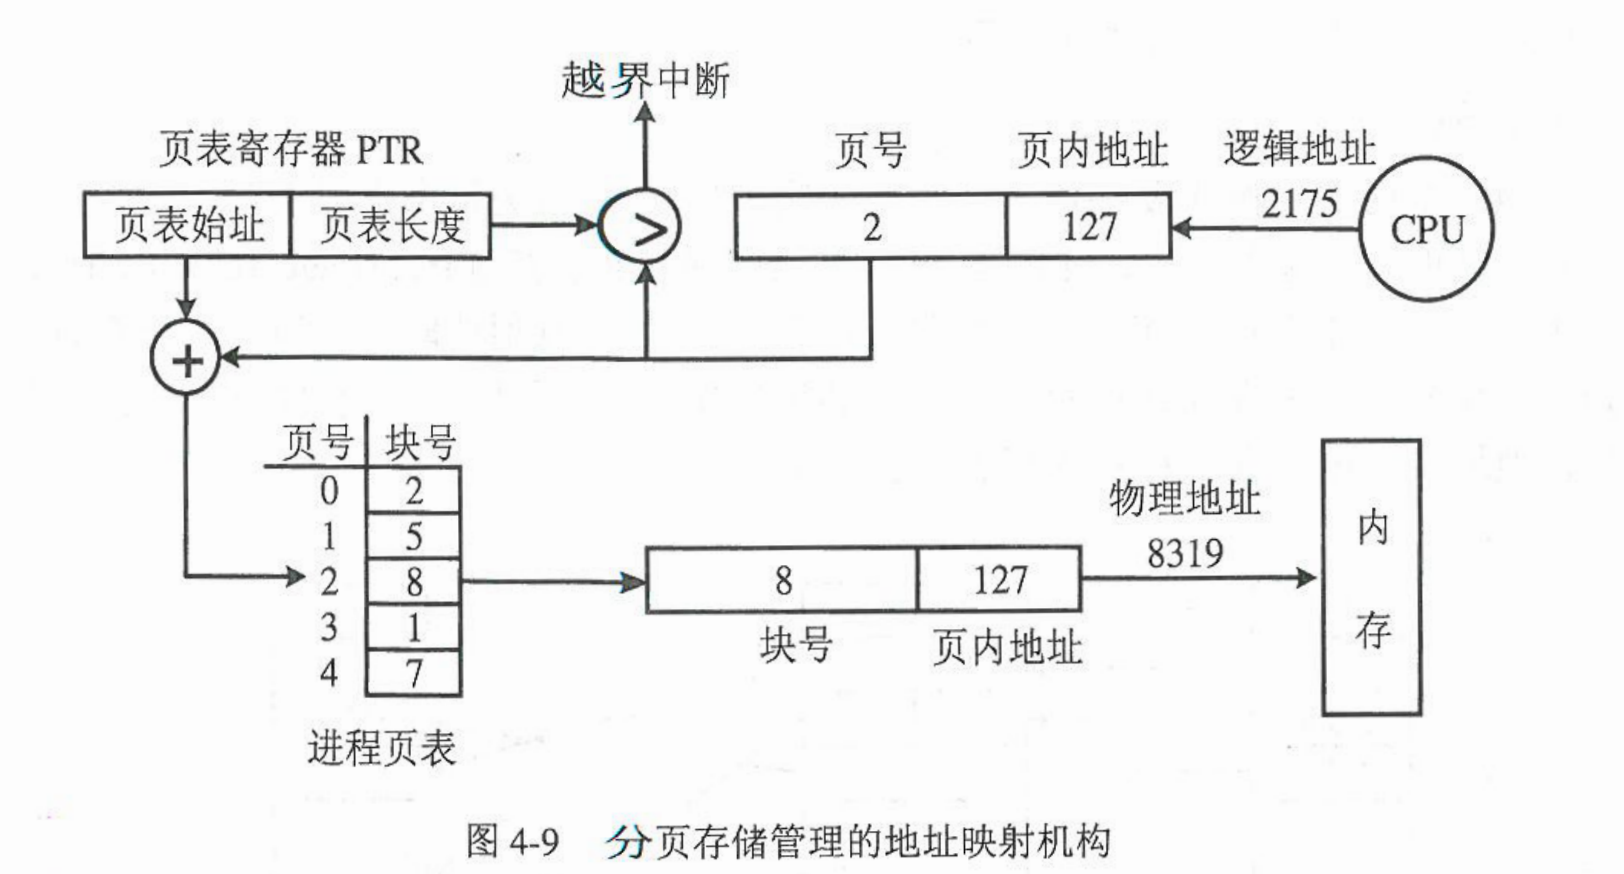 越界中断
页表寄存器 PTR
页号 页内地址 逻辑地址
2175
页表始址 页表长度 > 2 127 CPU
+
页号 块号
0 2
1 5
2 8
3 1
4 7
进程页表
8 127
块号 页内地址
物理地址
8319
内
存
图 4-9 分页存储管理的地址映射机构